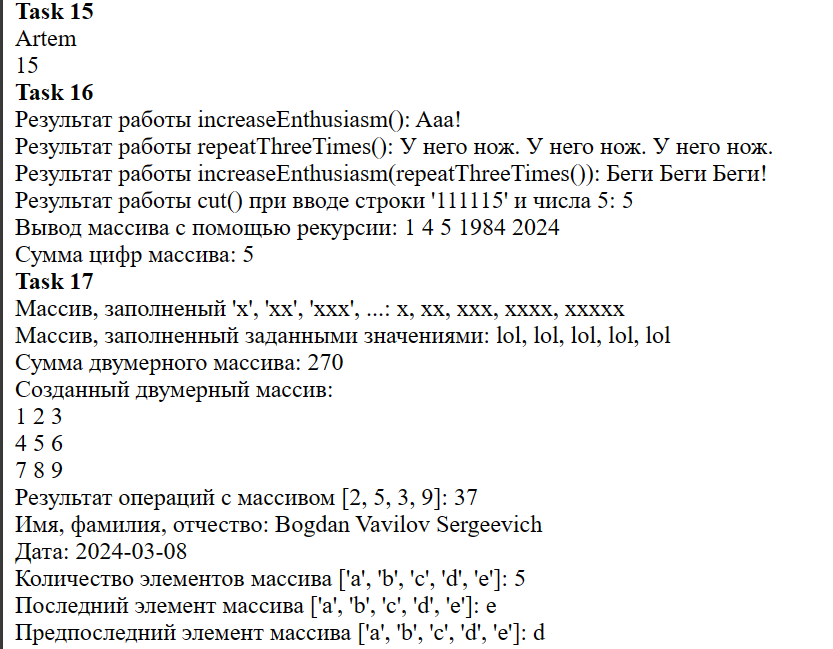 Task 15
Artem
15
Task 16
Результат работы increaseEnthusiasm(): Aaa!
Результат работы repeatThreeTimes(): У него нож. У него нож. У него нож.
Результат работы increaseEnthusiasm(repeatThreeTimes()): Беги Беги Беги!
Результат работы cut() при вводе строки '111115' и числа 5: 5
Вывод массива с помощью рекурсии: 1 4 5 1984 2024
Сумма цифр массива: 5
Task 17
Массив, заполненый 'x', 'xx', 'xxx', ...: x, xx, xxx, xxxx, xxxxx
Массив, заполненный заданными значениями: lol, lol, lol, lol, lol
Сумма двумерного массива: 270
Созданный двумерный массив:
1 2 3
4 5 6
7 8 9
Результат операций с массивом [2, 5, 3, 9]: 37
Имя, фамилия, отчество: Bogdan Vavilov Sergeevich
Дата: 2024-03-08
Количество элементов массива ['a', 'b', 'c', 'd', 'e']: 5
Последний элемент массива ['a', 'b', 'c', 'd', 'e']: e
Предпоследний элемент массива ['a', 'b', 'c', 'd', 'e']: d